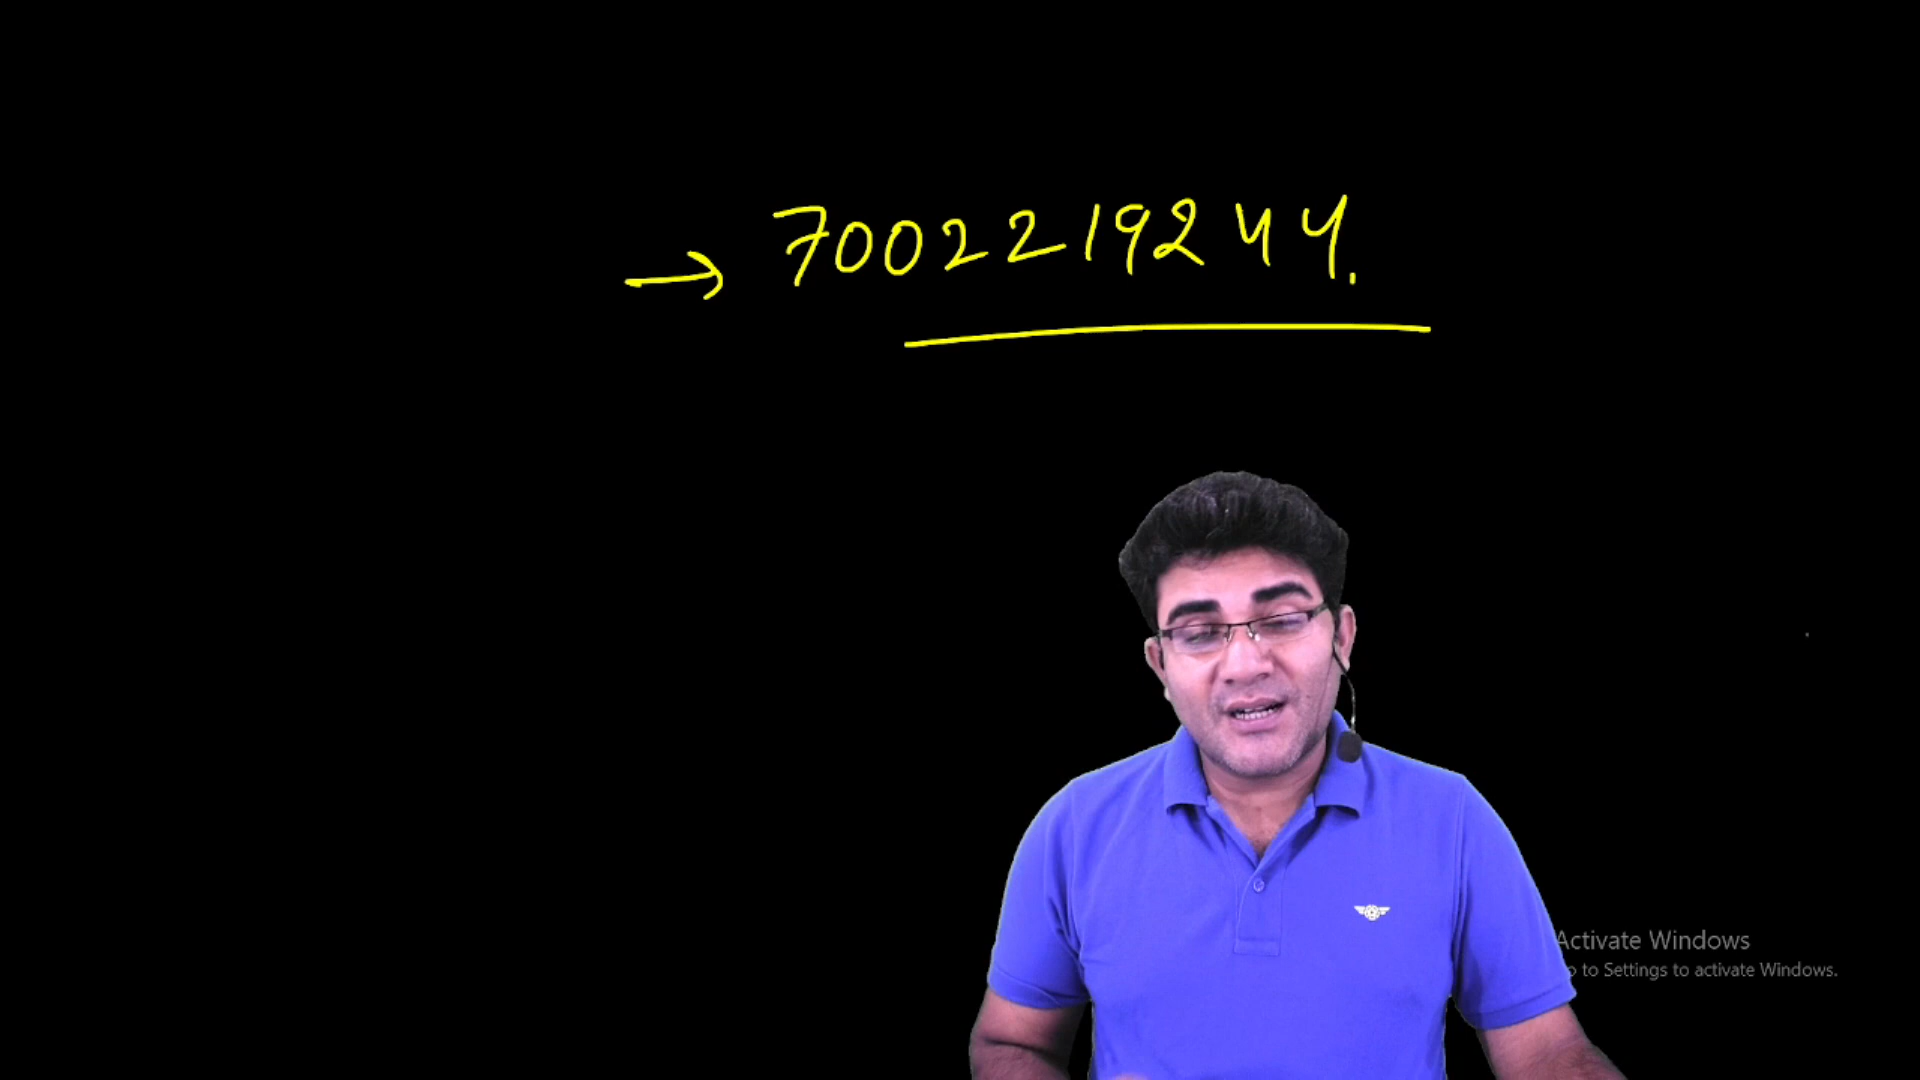 → 7002219244.
Activate Windows
o to Settings to activate Windows.